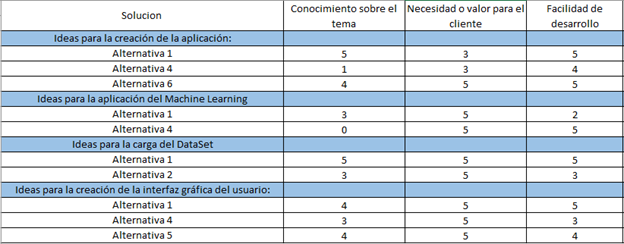 Solucion Conocimiento sobre el tema Necesidad o valor para el cliente Facilidad de desarrollo
Ideas para la creación de la aplicación:
Alternativa 1 5 3 5
Alternativa 4 1 3 4
Alternativa 6 4 5 5
Ideas para la aplicación del Machine Learning
Alternativa 1 3 5 2
Alternativa 4 0 5 5
Ideas para la carga del DataSet
Alternativa 1 5 5 5
Alternativa 2 3 5 3
Ideas para la creación de la interfaz gráfica del usuario:
Alternativa 1 4 5 5
Alternativa 4 3 5 3
Alternativa 5 4 5 4